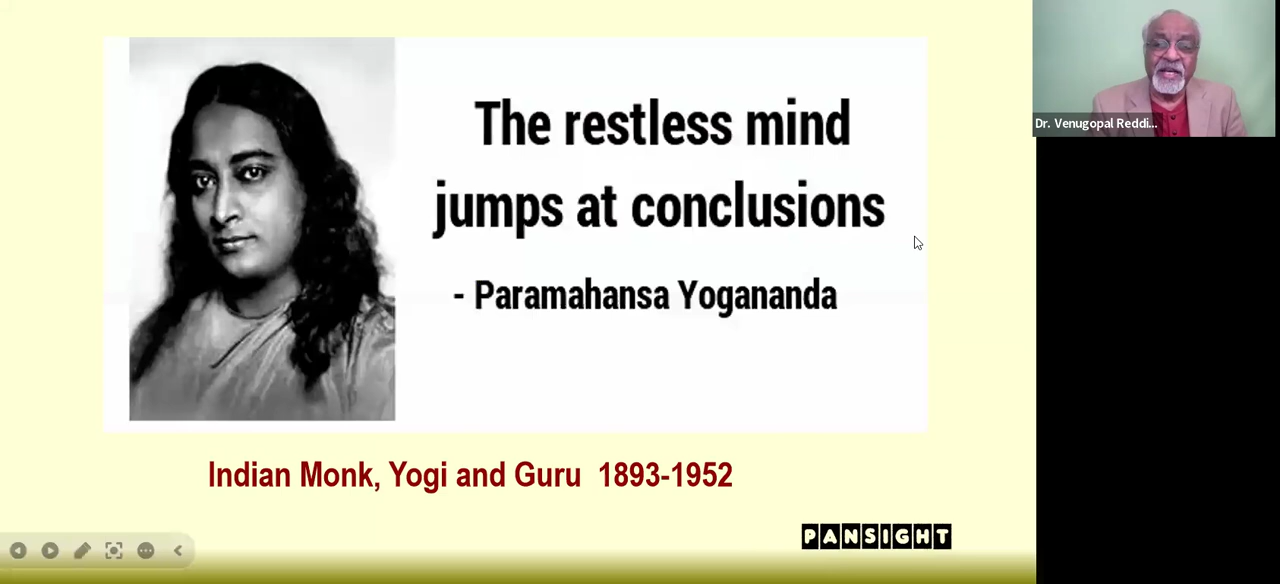 The restless mind
jumps at conclusions
- Paramahansa Yogananda
Indian Monk, Yogi and Guru 1893-1952
PANSIGHT
Dr. Venugopal Reddi...